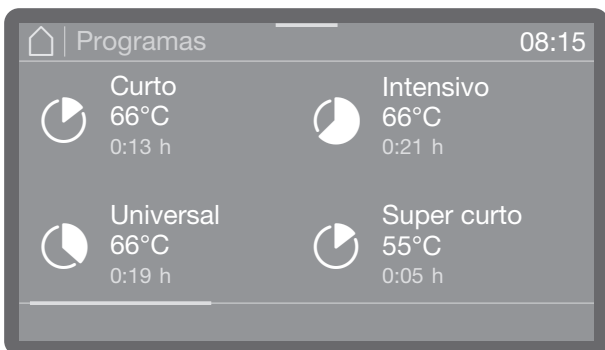 Programas 08:15
Curto
66°C
0:13 h
Intensivo
66°C
0:21 h
Universal
66°C
0:19 h
Super curto
55°C
0:05 h